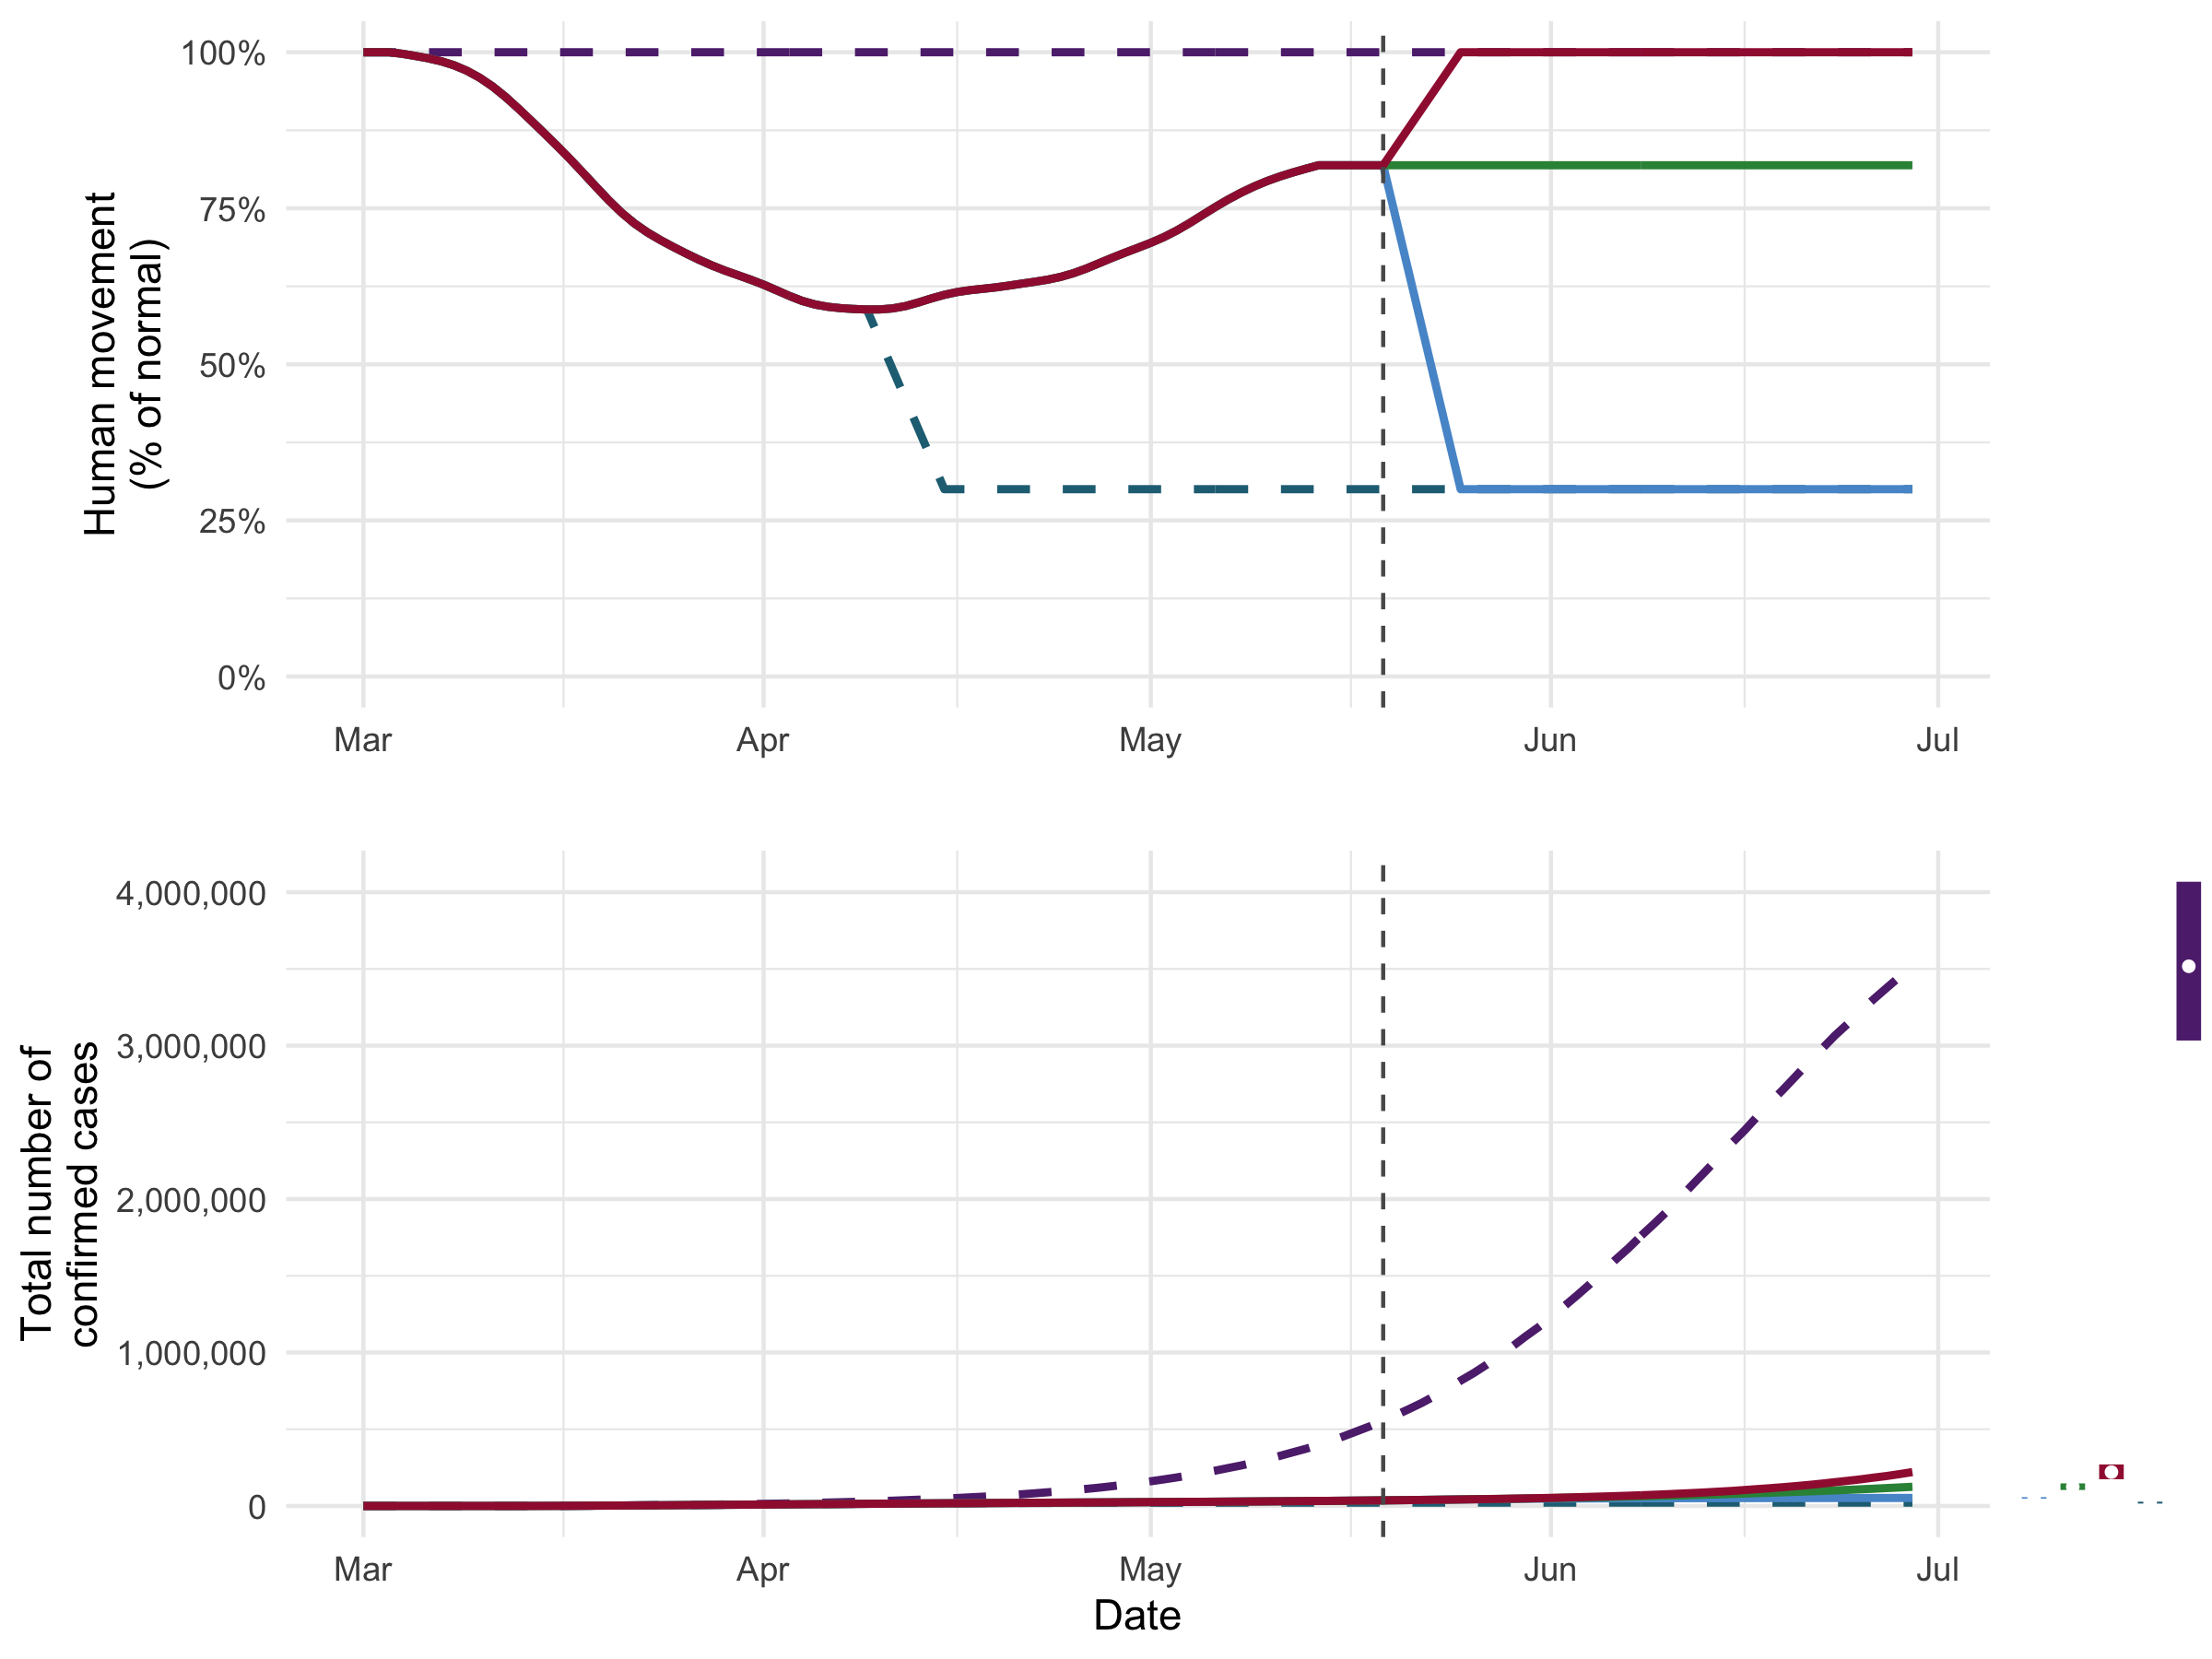 Human movement
(% of normal)
100%
75%
50%
25%
0%
Mar Apr May Jun Jul
Total number of
confirmed cases
4,000,000
3,000,000
2,000,000
1,000,000
0
Mar Apr May Jun Jul
Date